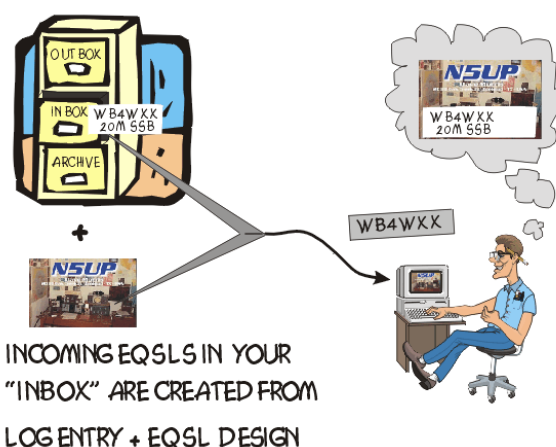 OUT BOX
IN BOX
WB4WXX
20M SSB
ARCHIVE
+
N5UP
N5UP
WB4WXX
20M SSB
WB4WXX
INCOMING EQSLS IN YOUR
"INBOX" ARE CREATED FROM
LOG ENTRY + EQSL DESIGN